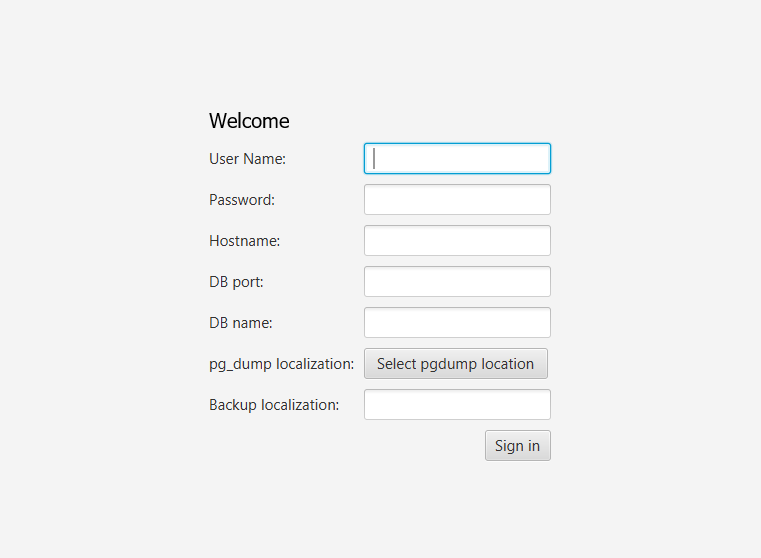 Welcome
User Name:
Password:
Hostname:
DB port:
DB name:
pg_dump localization: Select pgdump location
Backup localization:
Sign in